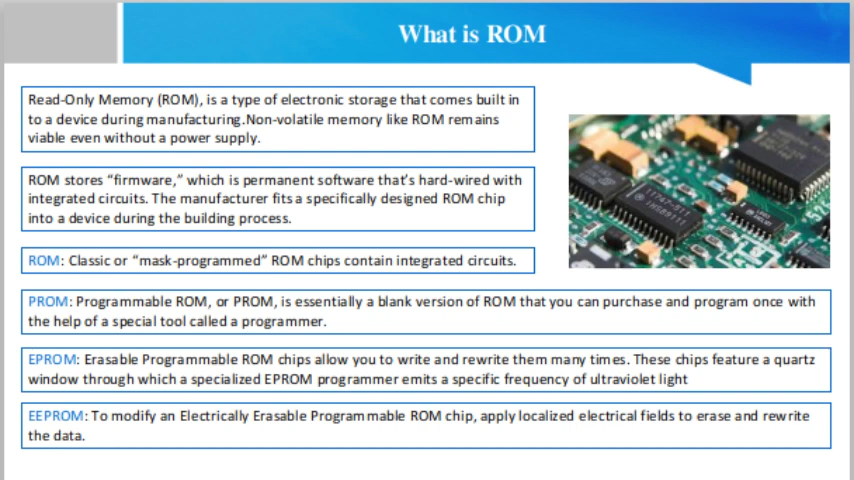 What is ROM
Read-Only Memory (ROM), is a type of electronic storage that comes built in
to a device during manufacturing.Non-volatile memory like ROM remains
viable even without a power supply.
ROM stores “firmware,” which is permanent software that’s hard-wired with
integrated circuits. The manufacturer fits a specifically designed ROM chip
into a device during the building process.
ROM: Classic or “mask-programmed” ROM chips contain integrated circuits.
PROM: Programmable ROM, or PROM, is essentially a blank version of ROM that you can purchase and program once with
the help of a special tool called a programmer.
EPROM: Erasable Programmable ROM chips allow you to write and rewrite them many times. These chips feature a quartz
window through which a specialized EPROM programmer emits a specific frequency of ultraviolet light
EEPROM: To modify an Electrically Erasable Programmable ROM chip, apply localized electrical fields to erase and rewrite
the data.